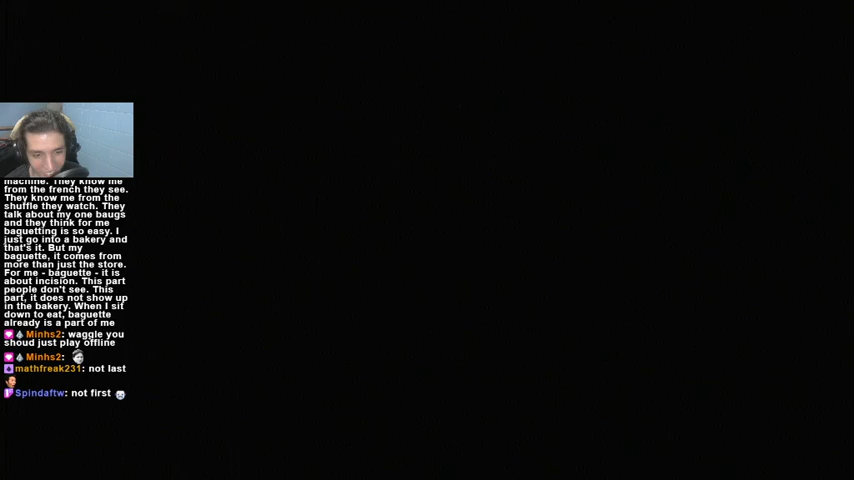 machine. They know me
from the french they see.
They know me from the
shuffle they watch. They
talk about my one baugs
and they think for me
baguetting is so easy. I
just go into a bakery and
that's it. But my
baguette, it comes from
more than just the store.
For me - baguette - it is
about incision. This part
people don't see. This
part, it does not show up
in the bakery. When I sit
down to eat, baguette
already is a part of me
Minhs2: waggle you
shoud just play offline
Minhs2:
mathfreak231: not last
Spindaftw: not first